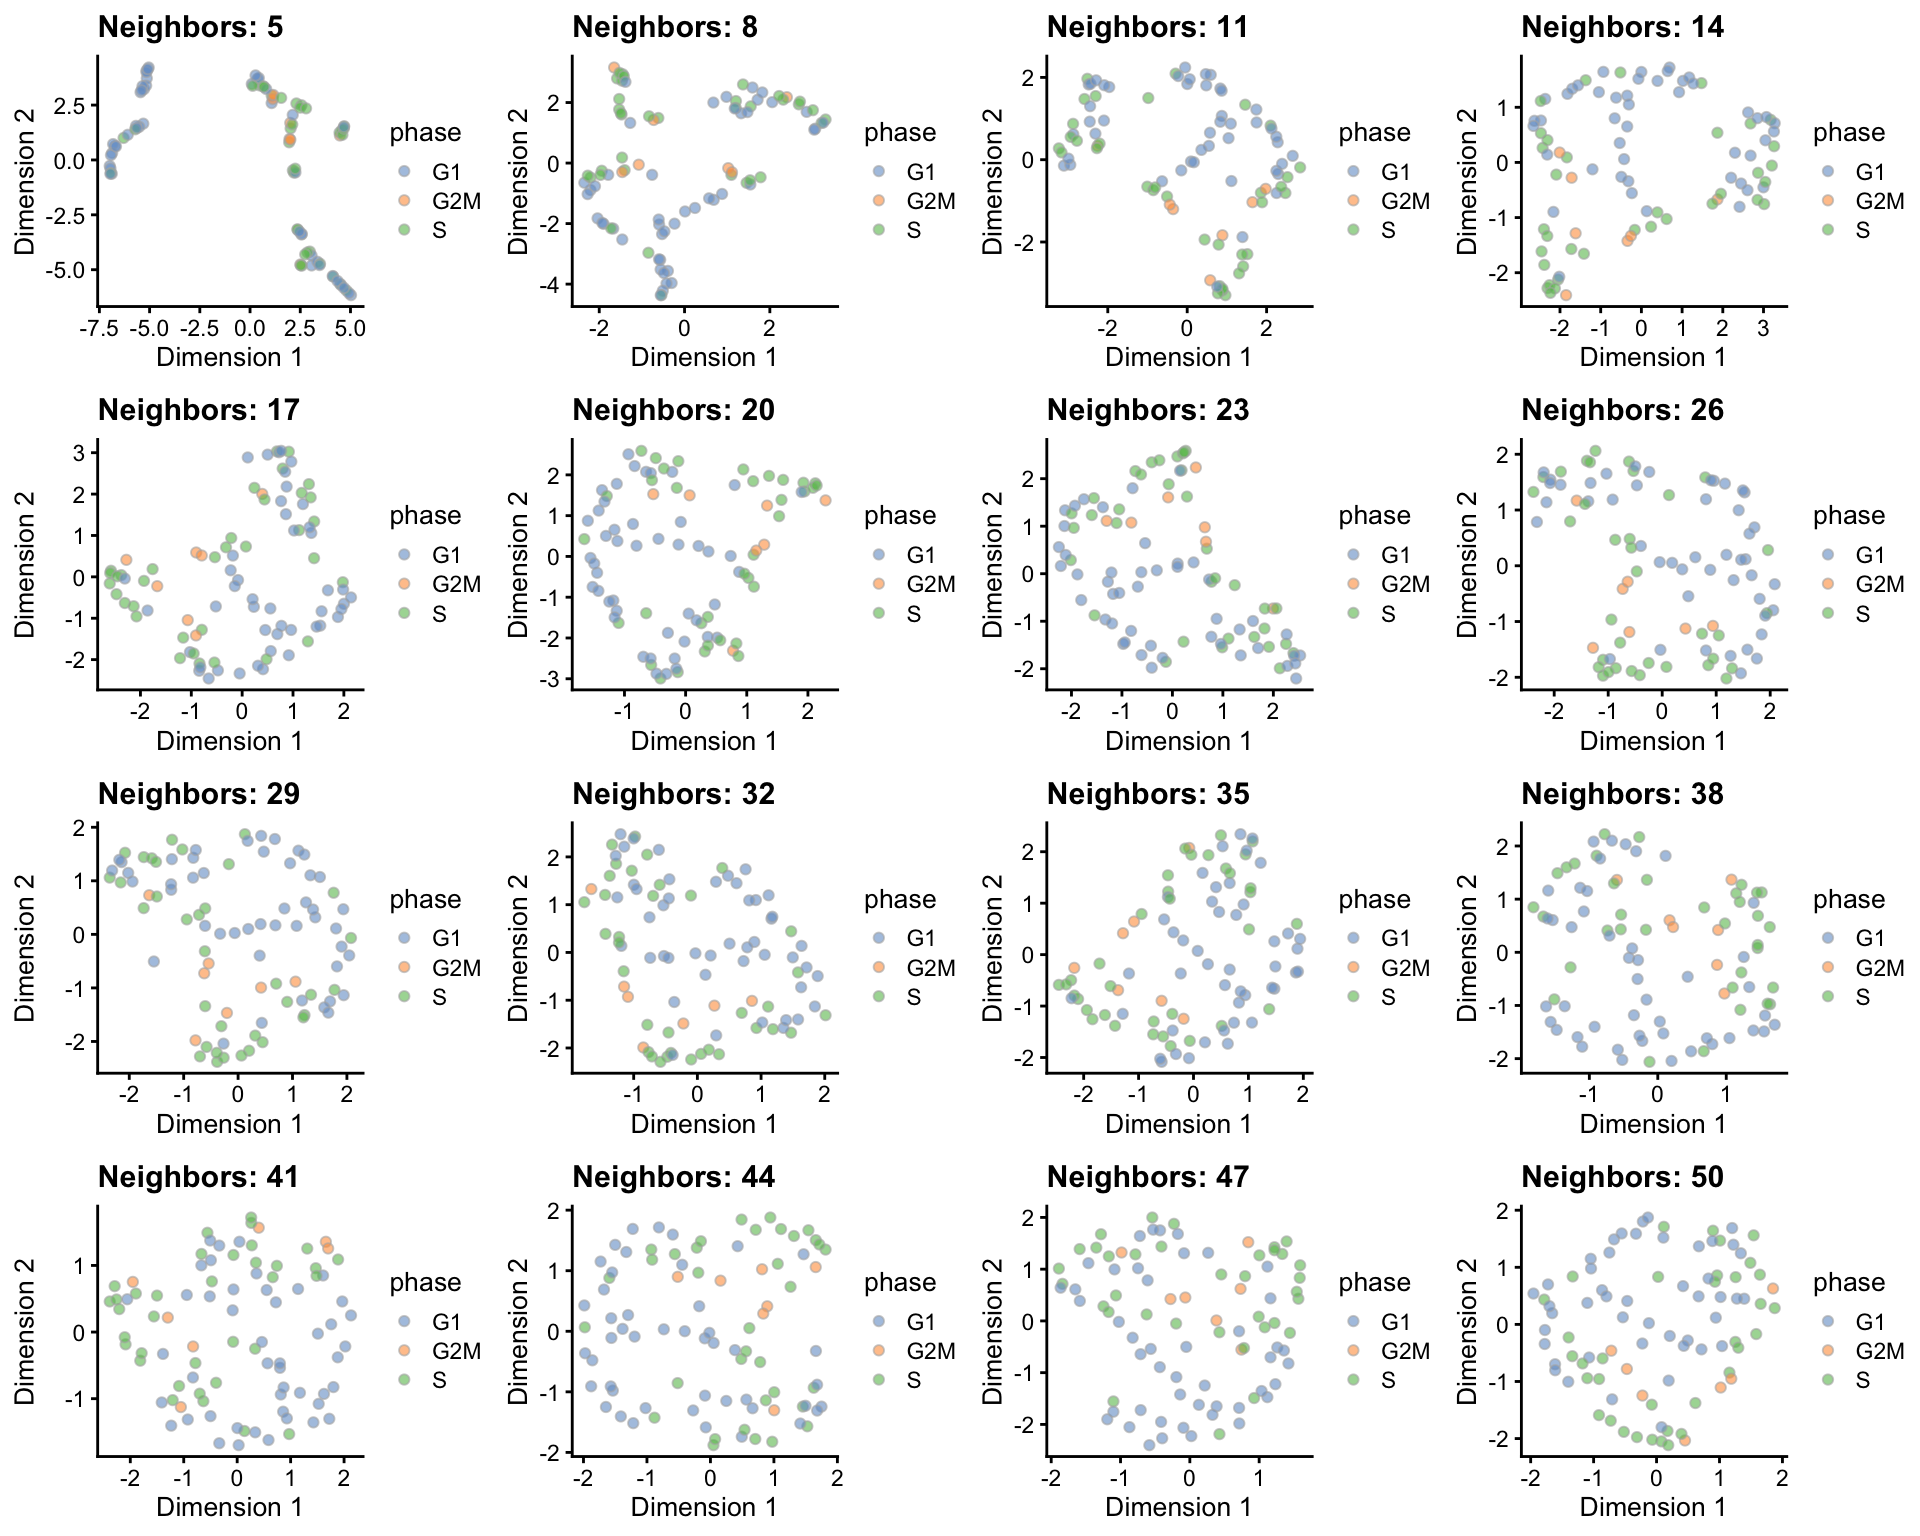 Neighbors: 5
Neighbors: 8
Neighbors: 11
Neighbors: 14
2.5
0.0
-2.5
-5.0
Dimension 2
-7.5 -5.0 -2.5 0.0 2.5 5.0
Dimension 1
phase
G1
G2M
S
2
0
-2
-4
Dimension 2
-2 0 2
Dimension 1
phase
G1
G2M
S
2
0
-2
Dimension 2
-2 0 2
Dimension 1
phase
G1
G2M
S
1
0
-1
-2
Dimension 2
-2 -1 0 1 2 3
Dimension 1
phase
G1
G2M
S
Neighbors: 17
Neighbors: 20
Neighbors: 23
Neighbors: 26
3
2
1
0
-1
-2
Dimension 2
-2 -1 0 1 2
Dimension 1
phase
G1
G2M
S
2
1
0
-1
-2
-3
Dimension 2
-1 0 1 2
Dimension 1
phase
G1
G2M
S
2
1
0
-1
-2
Dimension 2
-2 -1 0 1 2
Dimension 1
phase
G1
G2M
S
2
1
0
-1
-2
Dimension 2
-2 -1 0 1 2
Dimension 1
phase
G1
G2M
S
Neighbors: 29
Neighbors: 32
Neighbors: 35
Neighbors: 38
2
1
0
-1
-2
Dimension 2
-2 -1 0 1 2
Dimension 1
phase
G1
G2M
S
2
1
0
-1
-2
Dimension 2
-1 0 1 2
Dimension 1
phase
G1
G2M
S
2
1
0
-1
-2
Dimension 2
-2 -1 0 1 2
Dimension 1
phase
G1
G2M
S
2
1
0
-1
-2
Dimension 2
-1 0 1
Dimension 1
phase
G1
G2M
S
Neighbors: 41
Neighbors: 44
Neighbors: 47
Neighbors: 50
1
0
-1
Dimension 2
-2 -1 0 1 2
Dimension 1
phase
G1
G2M
S
2
1
0
-1
-2
Dimension 2
-2 -1 0 1 2
Dimension 1
phase
G1
G2M
S
2
1
0
-1
-2
Dimension 2
-2 -1 0 1
Dimension 1
phase
G1
G2M
S
2
1
0
-1
-2
Dimension 2
-2 -1 0 1 2
Dimension 1
phase
G1
G2M
S